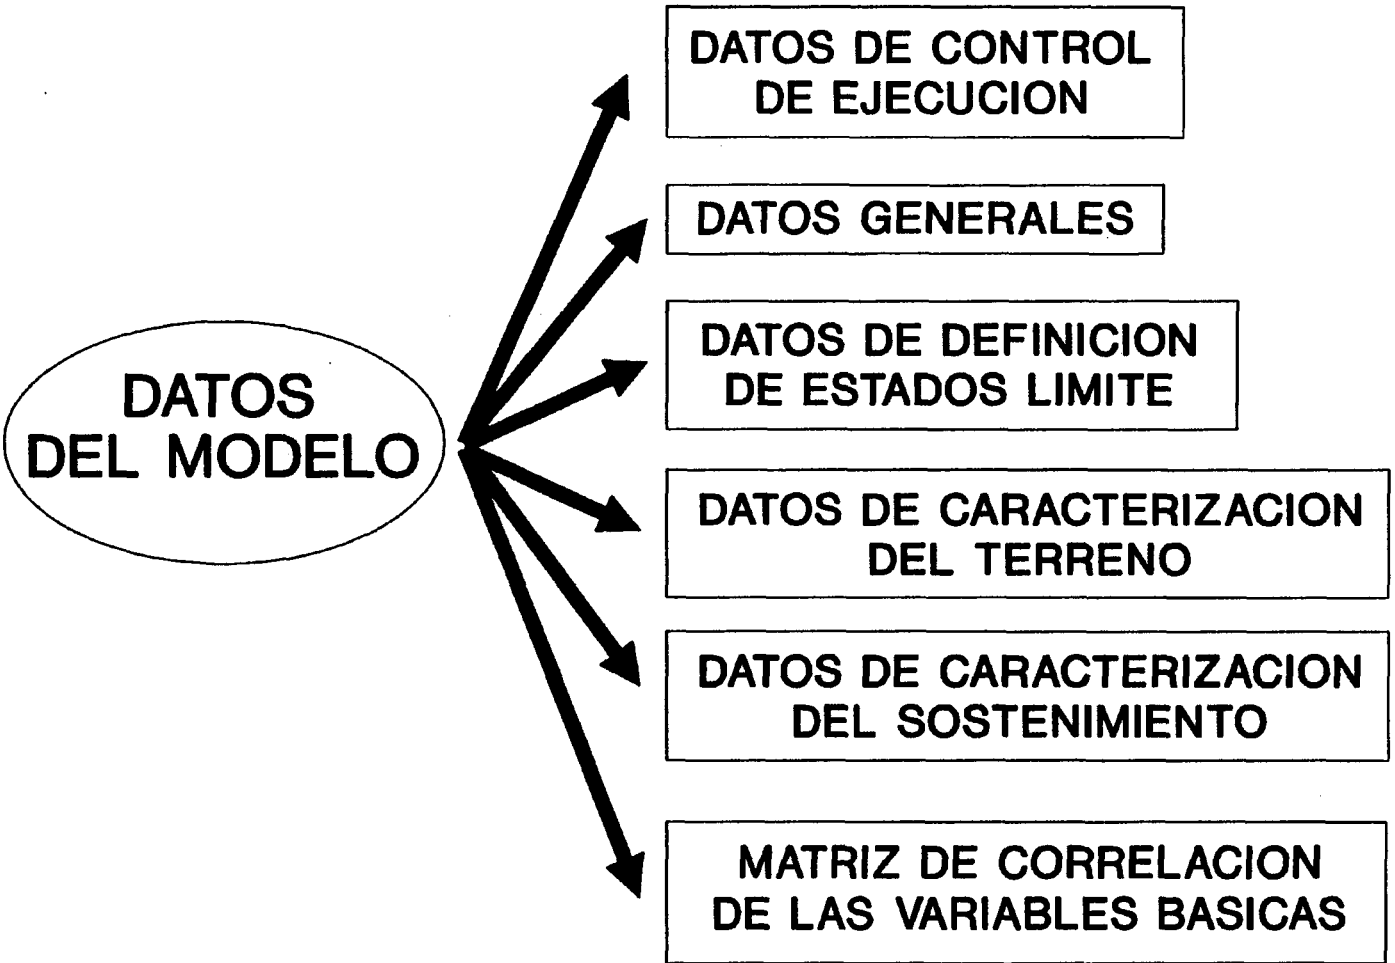 DATOS DE CONTROL
DE EJECUCION
DATOS GENERALES
DATOS DE DEFINICION
DE ESTADOS LIMITE
DATOS
DEL MODELO
DATOS DE CARACTERIZACION
DEL TERRENO
DATOS DE CARACTERIZACION
DEL SOSTENIMIENTO
MATRIZ DE CORRELACION
DE LAS VARIABLES BASICAS